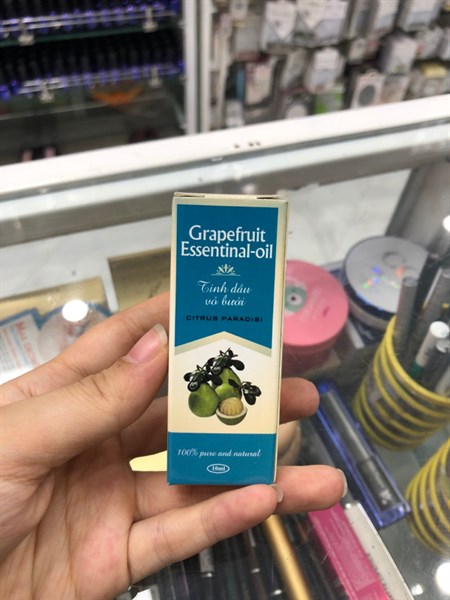 Grapefruit
Essentinal-oil
Tinh dầu
vỏ bưởi
CITRUS PARADISI
100% pure and natural
10ml